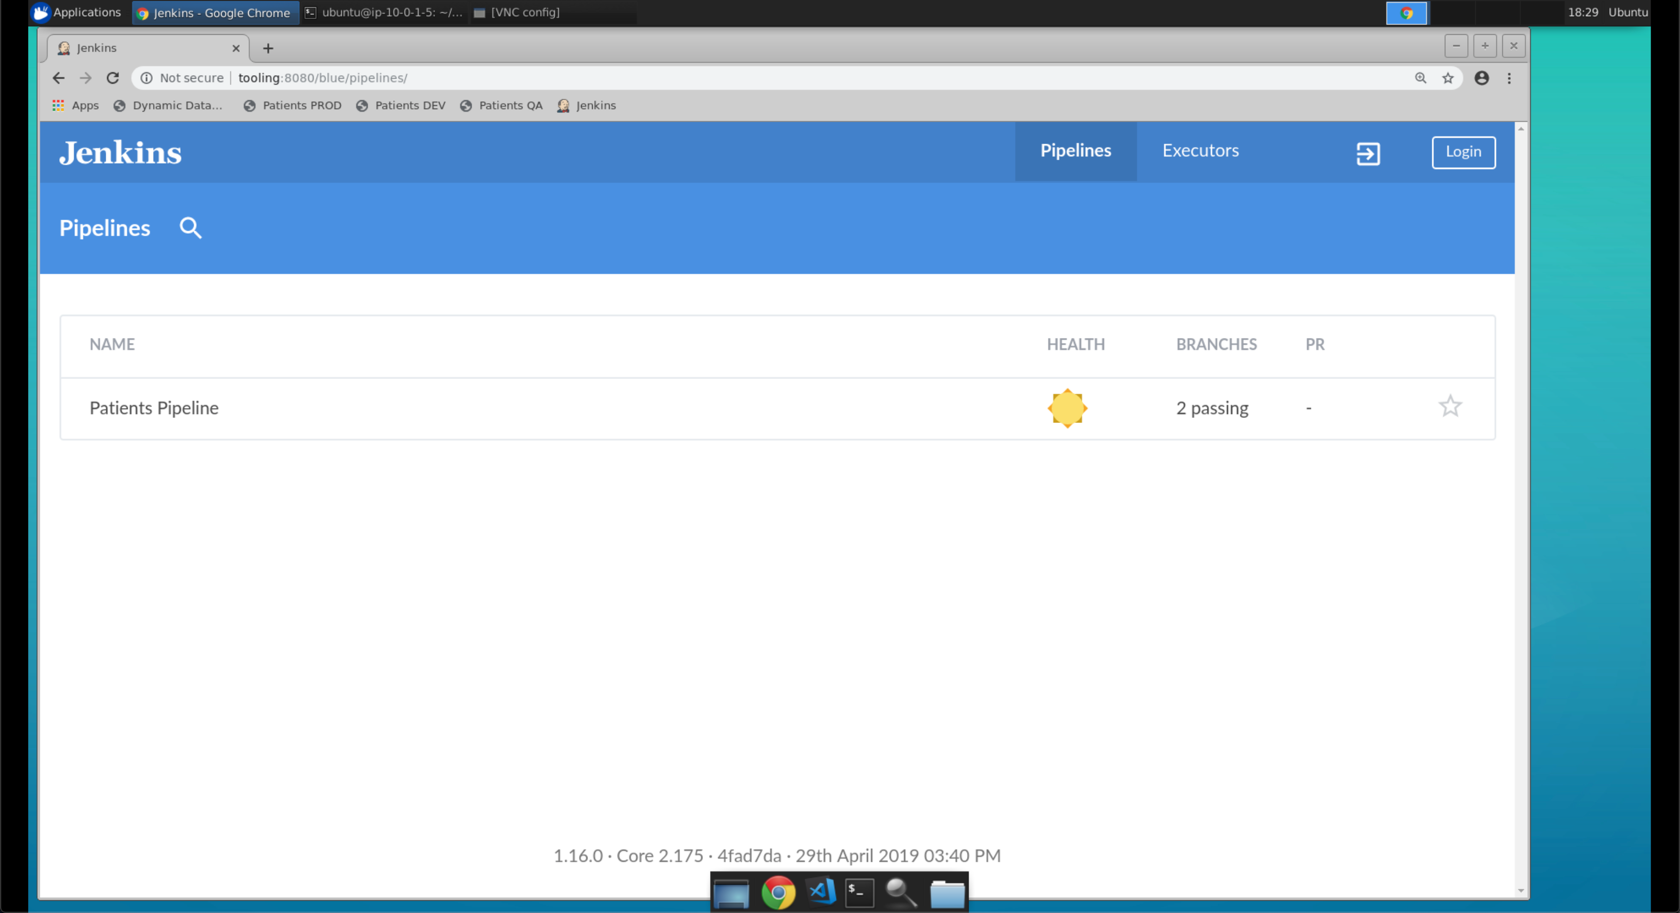 Applications Jenkins - Google Chrome ubuntu@ip-10-0-1-5: ~/... [VNC config] 18:29 Ubuntu
Jenkins
Not secure tooling:8080/blue/pipelines/
Apps Dynamic Data... Patients PROD Patients DEV Patients QA Jenkins
Jenkins Pipelines Executors Login
Pipelines
NAME HEALTH BRANCHES PR
Patients Pipeline 2 passing -
1.16.0 · Core 2.175 · 4fad7da · 29th April 2019 03:40 PM
$_